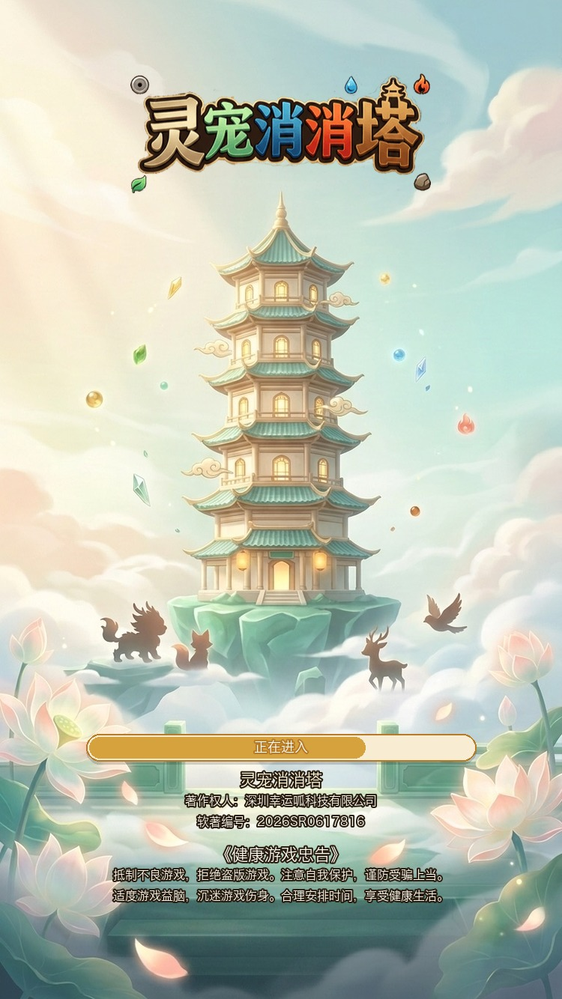 灵宠消消塔
正在进入
灵宠消消塔
著作权人：深圳幸运呱科技有限公司
软著编号：2026SR0617816
《健康游戏忠告》
抵制不良游戏，拒绝盗版游戏。注意自我保护，谨防受骗上当。
适度游戏益脑，沉迷游戏伤身。合理安排时间，享受健康生活。